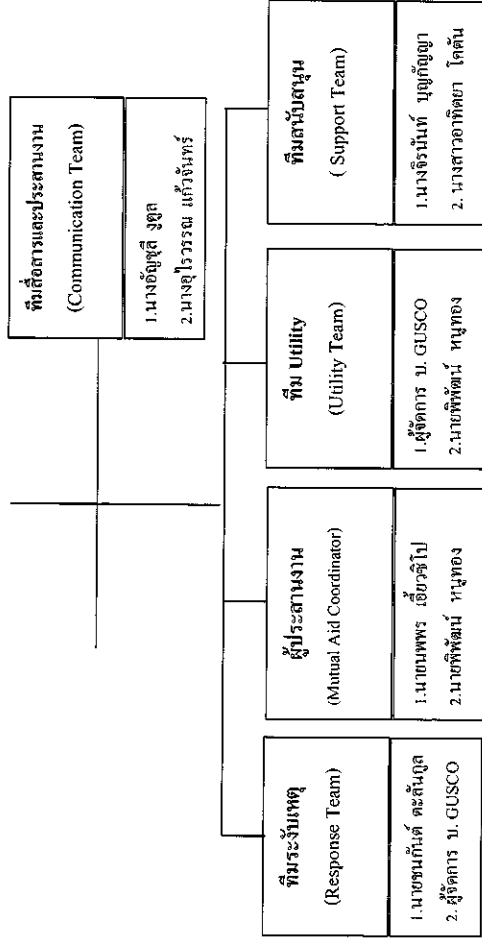 ทีมสื่อสารและประสานงาน
(Communication Team)
1.นางอัญชุลี งูตูล
2.นางอุไรวรรณ แก้วจันทร์
ทีมระงับเหตุ
(Response Team)
1.นายชนกันต์ ตะลันกูล
2. ผู้จัดการ บ. GUSCO
ผู้ประสานงาน
(Mutual Aid Coordinator)
1.นายนพพร เอี้ยวซิโป
2.นายพิพัฒน์ หนูทอง
ทีม Utility
(Utility Team)
1.ผู้จัดการ บ. GUSCO
2.นายพิพัฒน์ หนูทอง
ทีมสนับสนุน
( Support Team)
1.นางจิรนันท์ บุญกัญญา
2. นางสาวอาทิตยา โคตัน